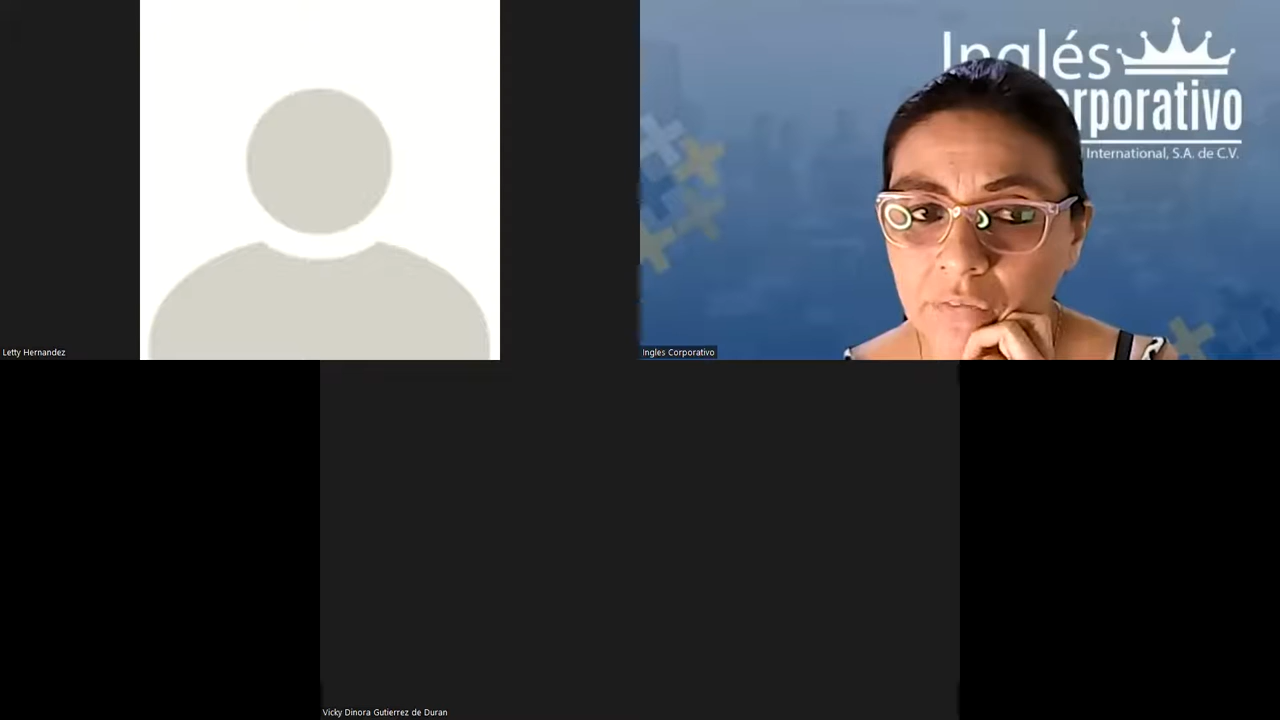 Inglés
orporativo
International, S.A. de C.V.
Letty Hernandez
Ingles Corporativo
Vicky Dinora Gutierrez de Duran